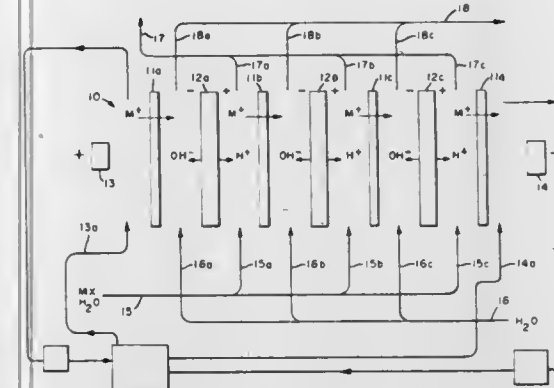 18
17
18a
18b
18c
17a
17b
17c
11a
12a
11b
12B
11c
12c
11d
10
M+
− +
M+
− +
M+
− +
M+
+
13
OH−
H+
OH−
H+
OH−
H+
14
13a
16a
15a
16b
15b
16c
15c
14a
MX
H2O
15
16
H2O